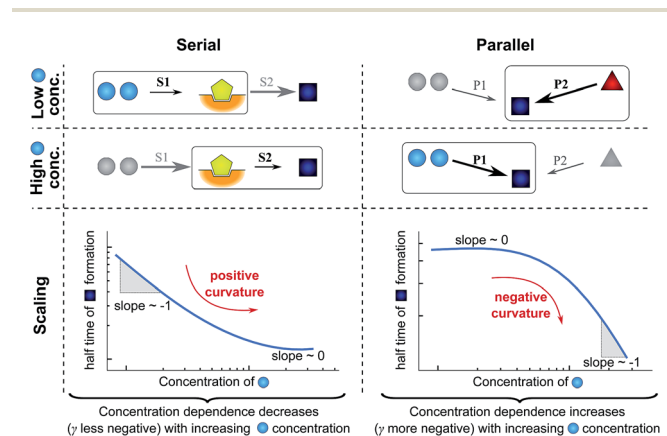 Serial
Parallel
Low
conc.
S1
S2
P1
P2
High
conc.
S1
S2
P1
P2
Scaling
half time of formation
slope ~ -1
positive
curvature
slope ~ 0
Concentration of
half time of formation
slope ~ 0
negative
curvature
slope ~ -1
Concentration of
Concentration dependence decreases
(γ less negative) with increasing concentration
Concentration dependence increases
(γ more negative) with increasing concentration